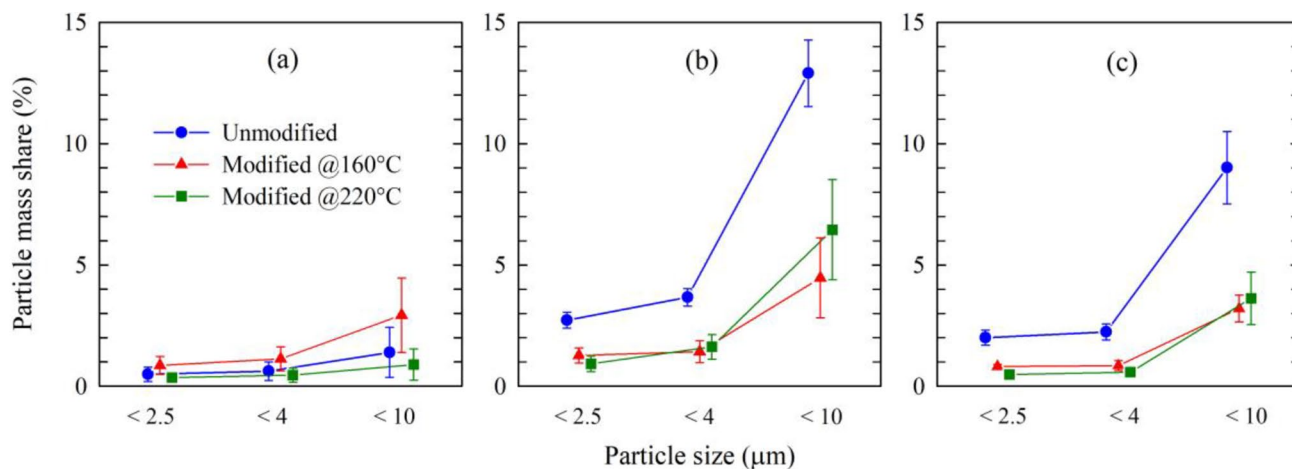 Particle mass share (%)
15
10
5
0
(a)
Unmodified
Modified @160°C
Modified @220°C
< 2.5
< 4
< 10
15
10
5
0
(b)
< 2.5
< 4
< 10
15
10
5
0
(c)
< 2.5
< 4
< 10
Particle size (μm)